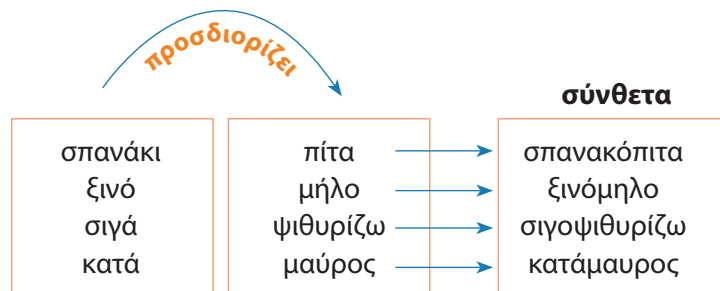 προσδιορίζει
σύνθετα
σπανάκι πίτα σπανακόπιτα
ξινό μήλο ξινόμηλο
σιγά ψιθυρίζω σιγοψιθυρίζω
κατά μαύρος κατάμαυρος